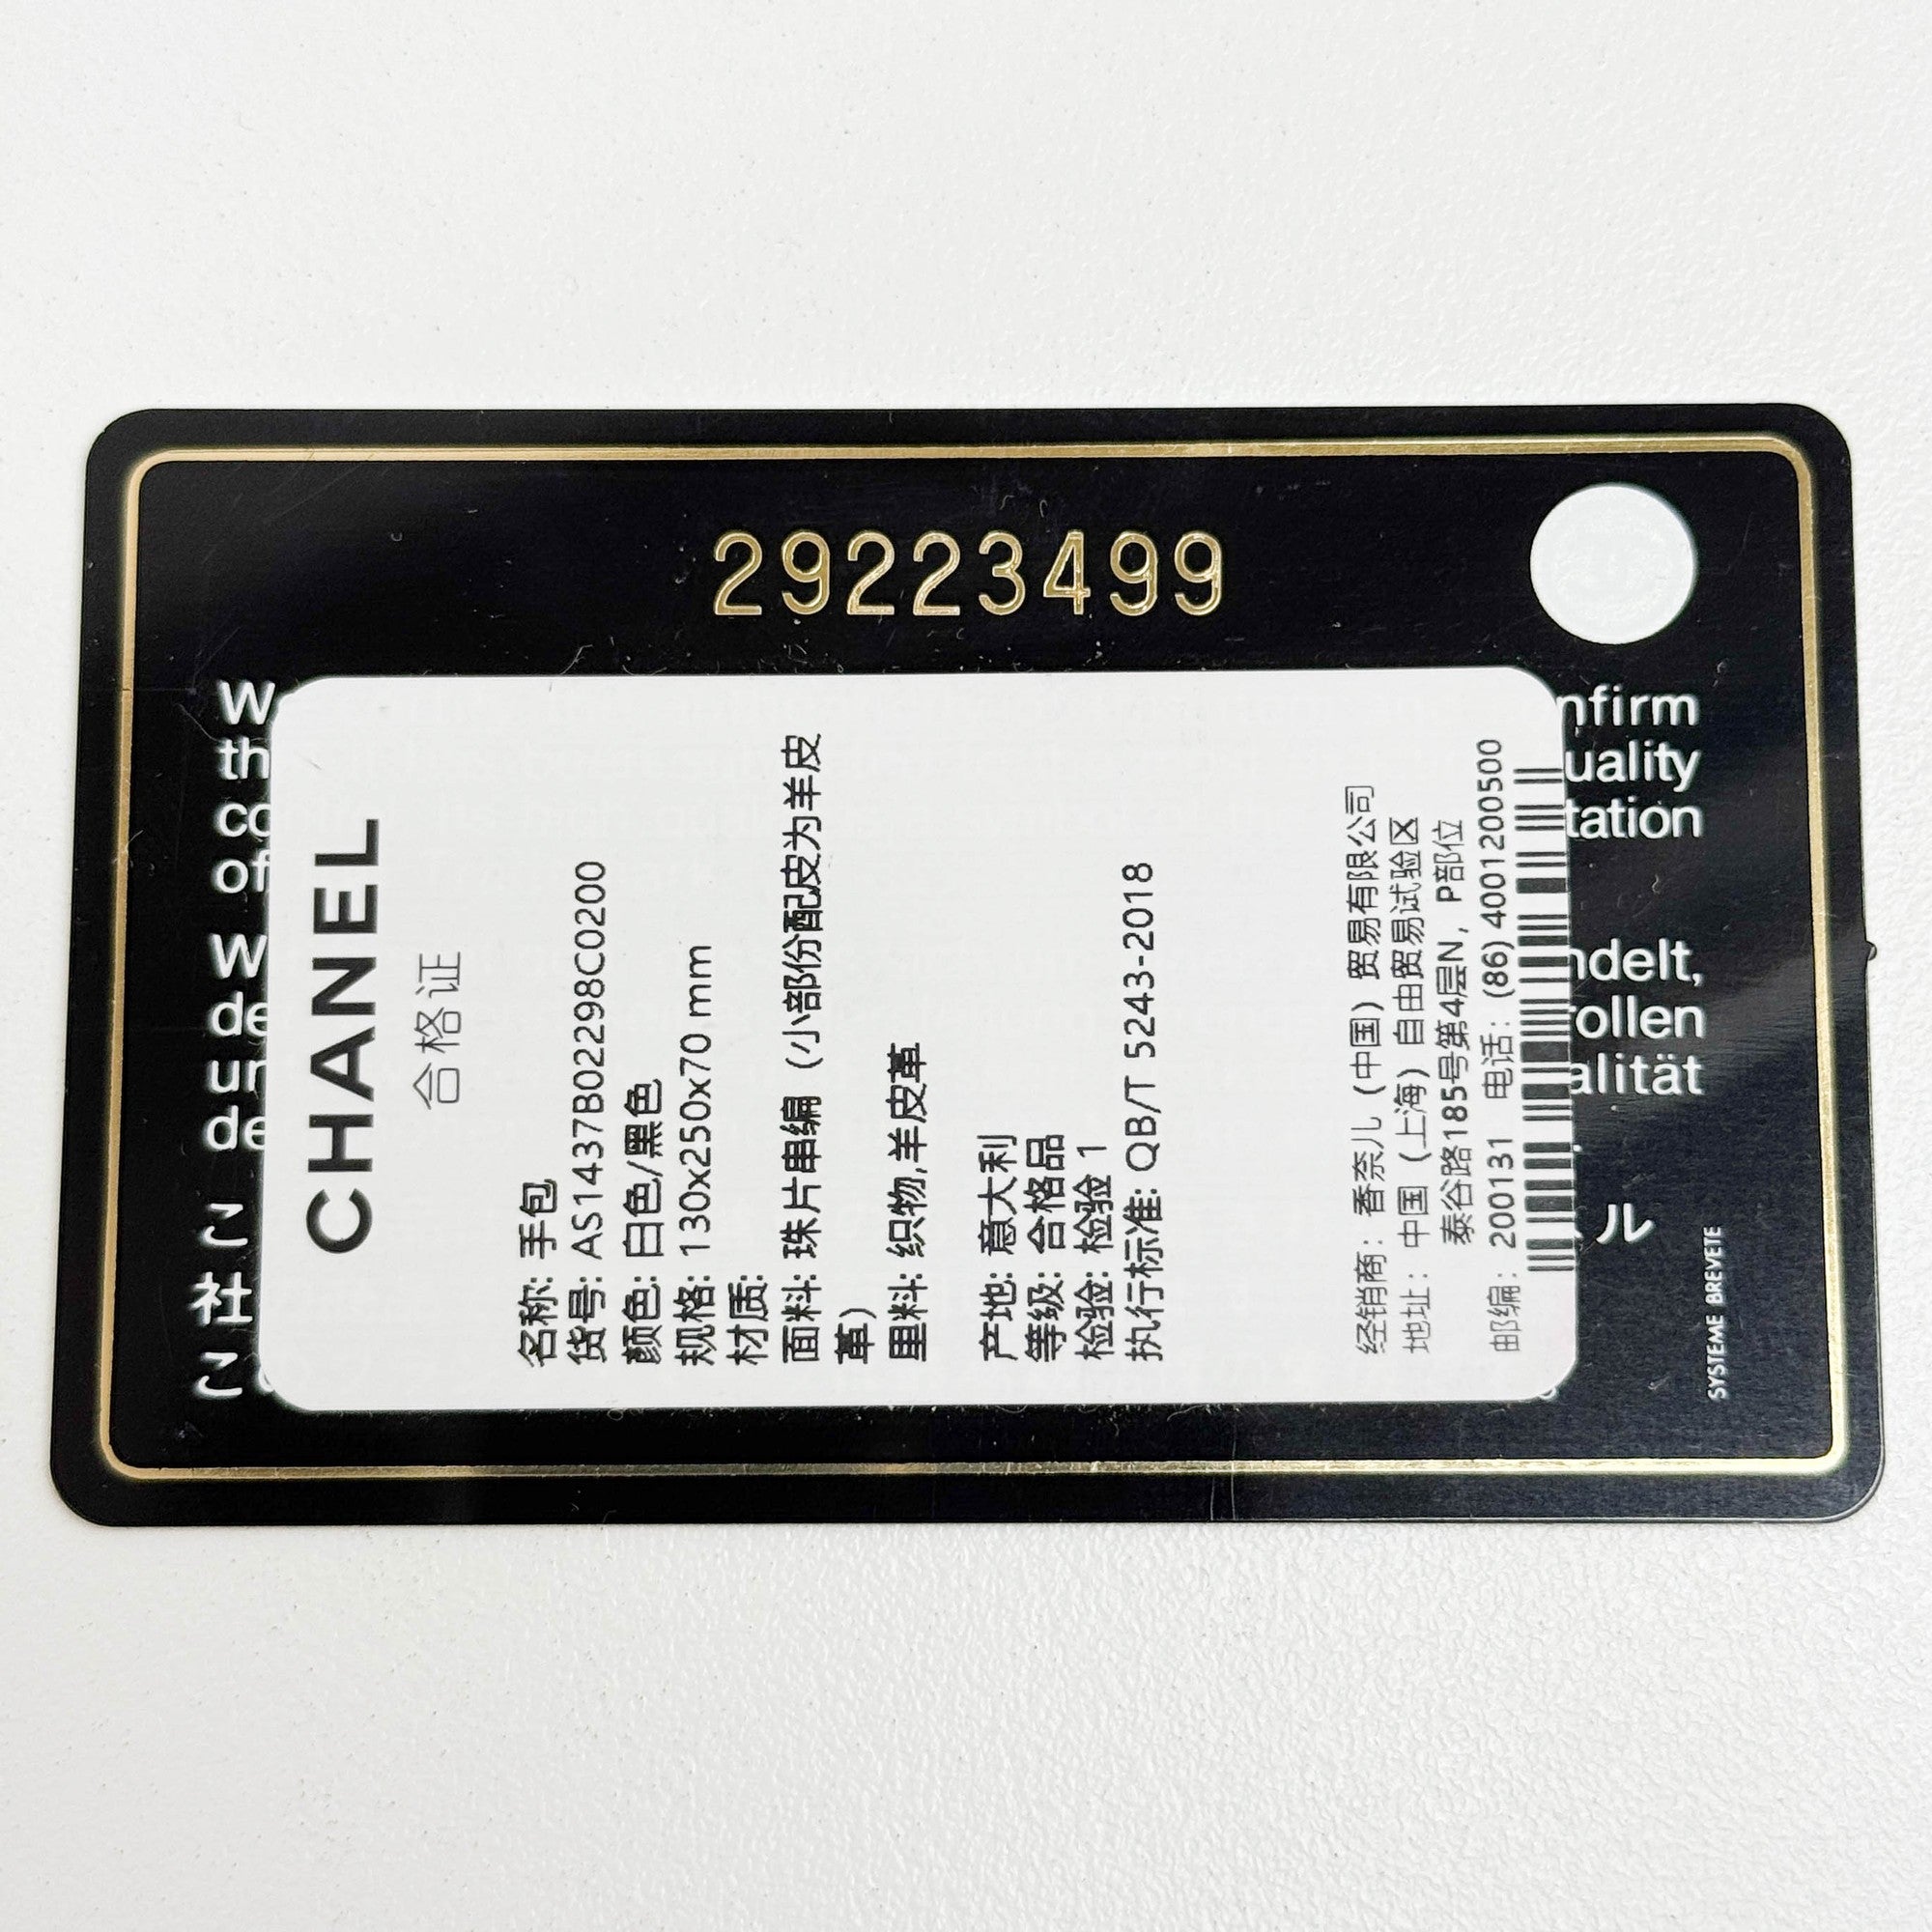 29223499
CHANEL
合格证
名称: 手包
货号: AS1437B02298C0200
颜色: 白色/黑色
规格: 130x250x70 mm
材质:
面料: 珠片串编（小部份配皮为羊皮
革）
里料: 织物,羊皮革
产地: 意大利
等级: 合格品
检验: 检验 1
执行标准: QB/T 5243-2018
经销商：香奈儿（中国）贸易有限公司
地址：中国（上海）自由贸易试验区
泰谷路185号第4层N，P部位
邮编：200131 电话：(86) 4001200500
SYSTEME BREVETE